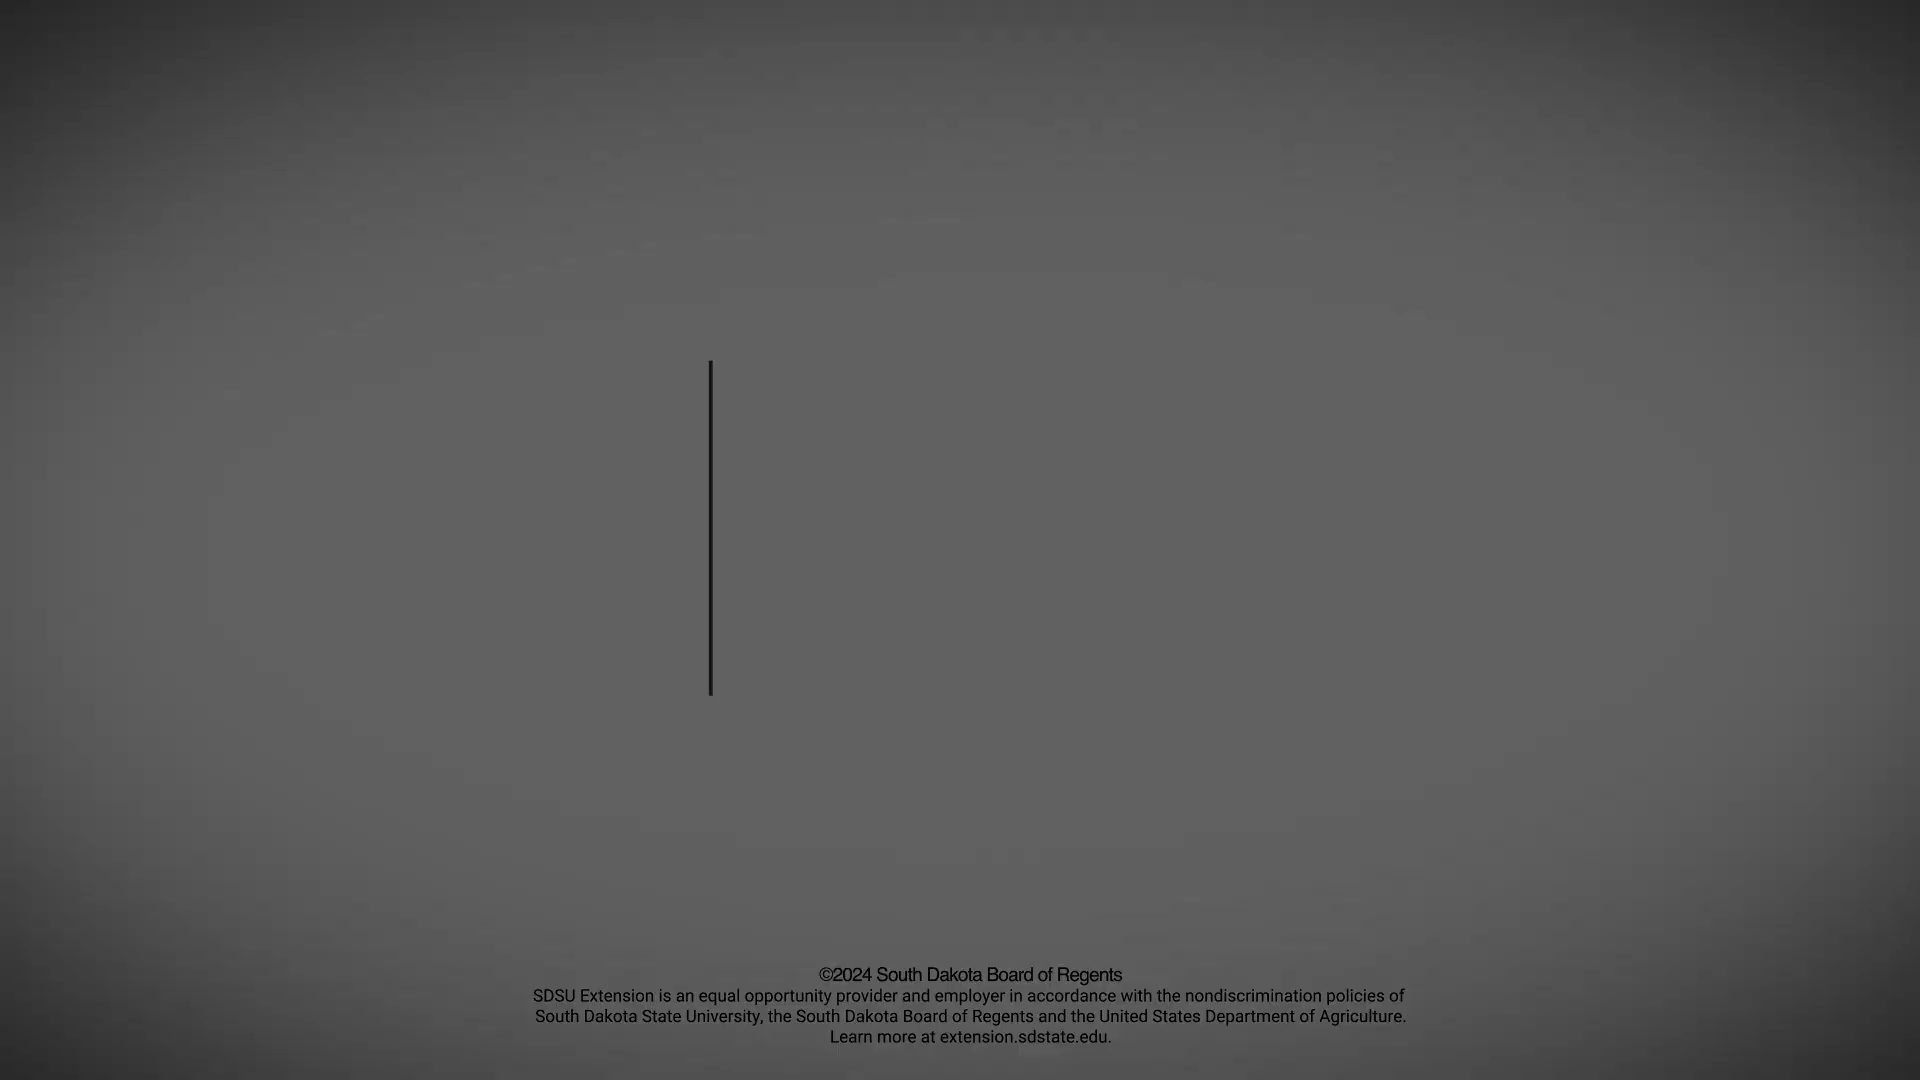 ©2024 South Dakota Board of Regents
SDSU Extension is an equal opportunity provider and employer in accordance with the nondiscrimination policies of
South Dakota State University, the South Dakota Board of Regents and the United States Department of Agriculture.
Learn more at extension.sdstate.edu.